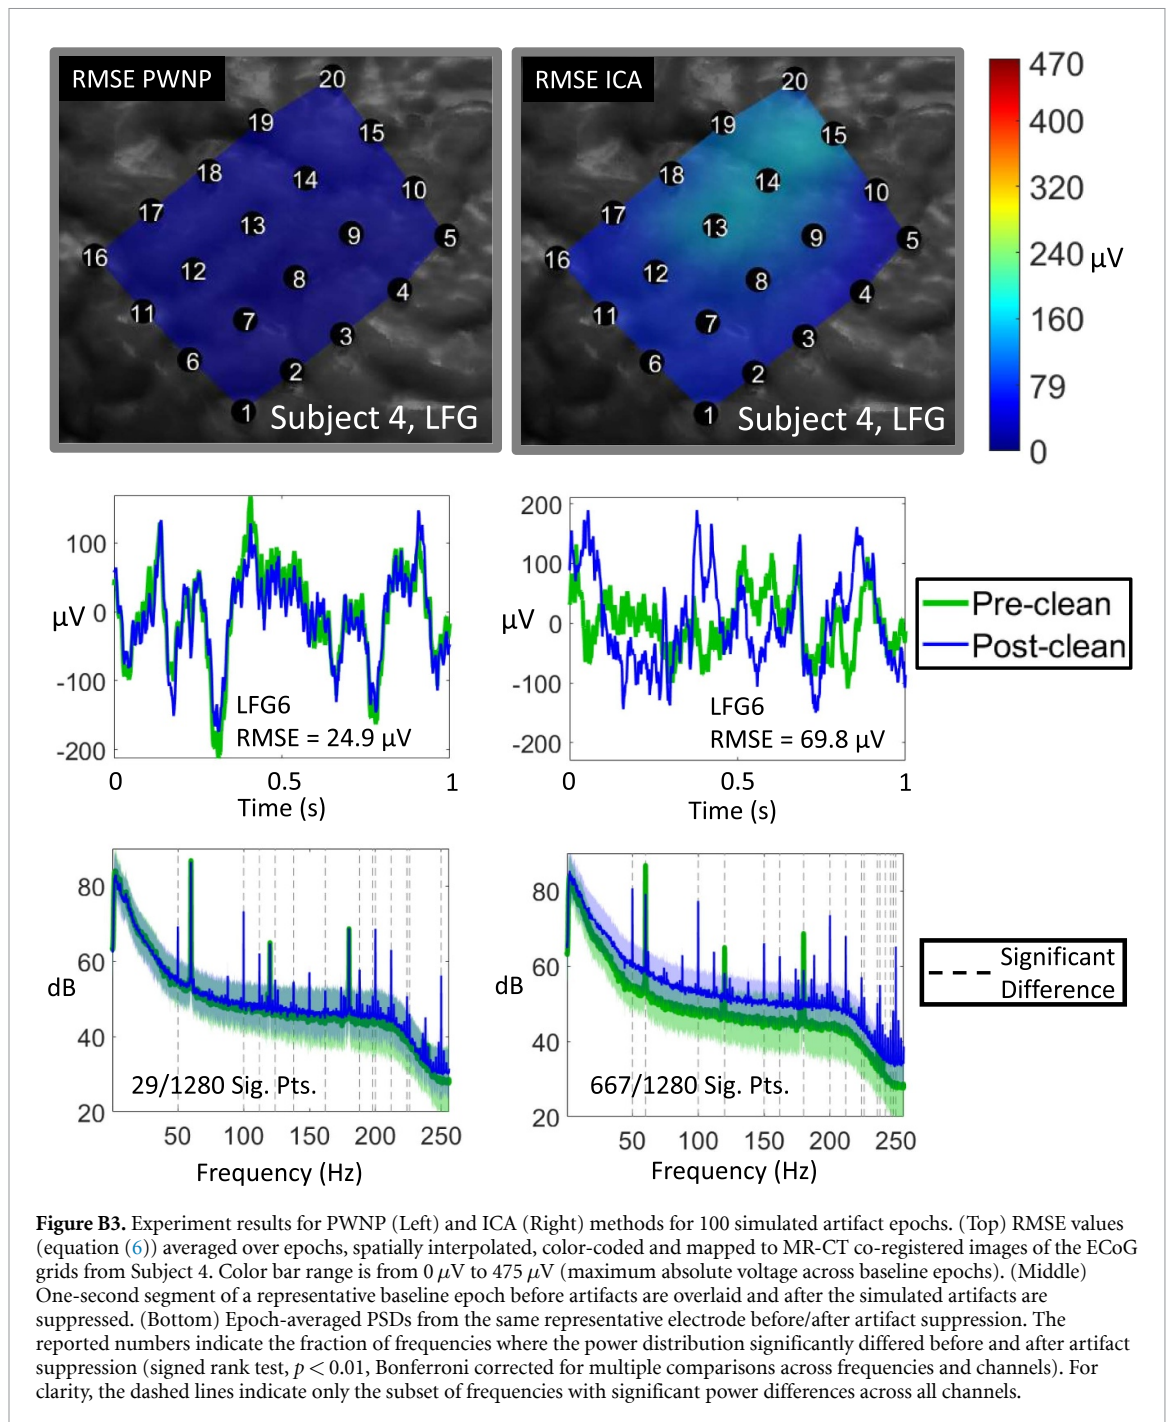 RMSE PWNP
20
19
15
18
14
10
17
13
9
5
16
12
8
4
11
7
3
6
2
1
Subject 4, LFG
RMSE ICA
20
19
15
18
14
10
17
13
9
5
16
12
8
4
11
7
3
6
2
1
Subject 4, LFG
470
400
320
240
160
79
0
µV
100
0
-100
-200
µV
LFG6
RMSE = 24.9 µV
0
0.5
1
Time (s)
200
100
0
-100
-200
µV
LFG6
RMSE = 69.8 µV
0
0.5
1
Time (s)
Pre-clean
Post-clean
80
60
40
20
dB
29/1280 Sig. Pts.
50
100
150
200
250
Frequency (Hz)
80
60
40
20
dB
667/1280 Sig. Pts.
50
100
150
200
250
Frequency (Hz)
Significant
Difference
Figure B3. Experiment results for PWNP (Left) and ICA (Right) methods for 100 simulated artifact epochs. (Top) RMSE values
(equation (6)) averaged over epochs, spatially interpolated, color-coded and mapped to MR-CT co-registered images of the ECoG
grids from Subject 4. Color bar range is from 0 µV to 475 µV (maximum absolute voltage across baseline epochs). (Middle)
One-second segment of a representative baseline epoch before artifacts are overlaid and after the simulated artifacts are
suppressed. (Bottom) Epoch-averaged PSDs from the same representative electrode before/after artifact suppression. The
reported numbers indicate the fraction of frequencies where the power distribution significantly differed before and after artifact
suppression (signed rank test, p < 0.01, Bonferroni corrected for multiple comparisons across frequencies and channels). For
clarity, the dashed lines indicate only the subset of frequencies with significant power differences across all channels.